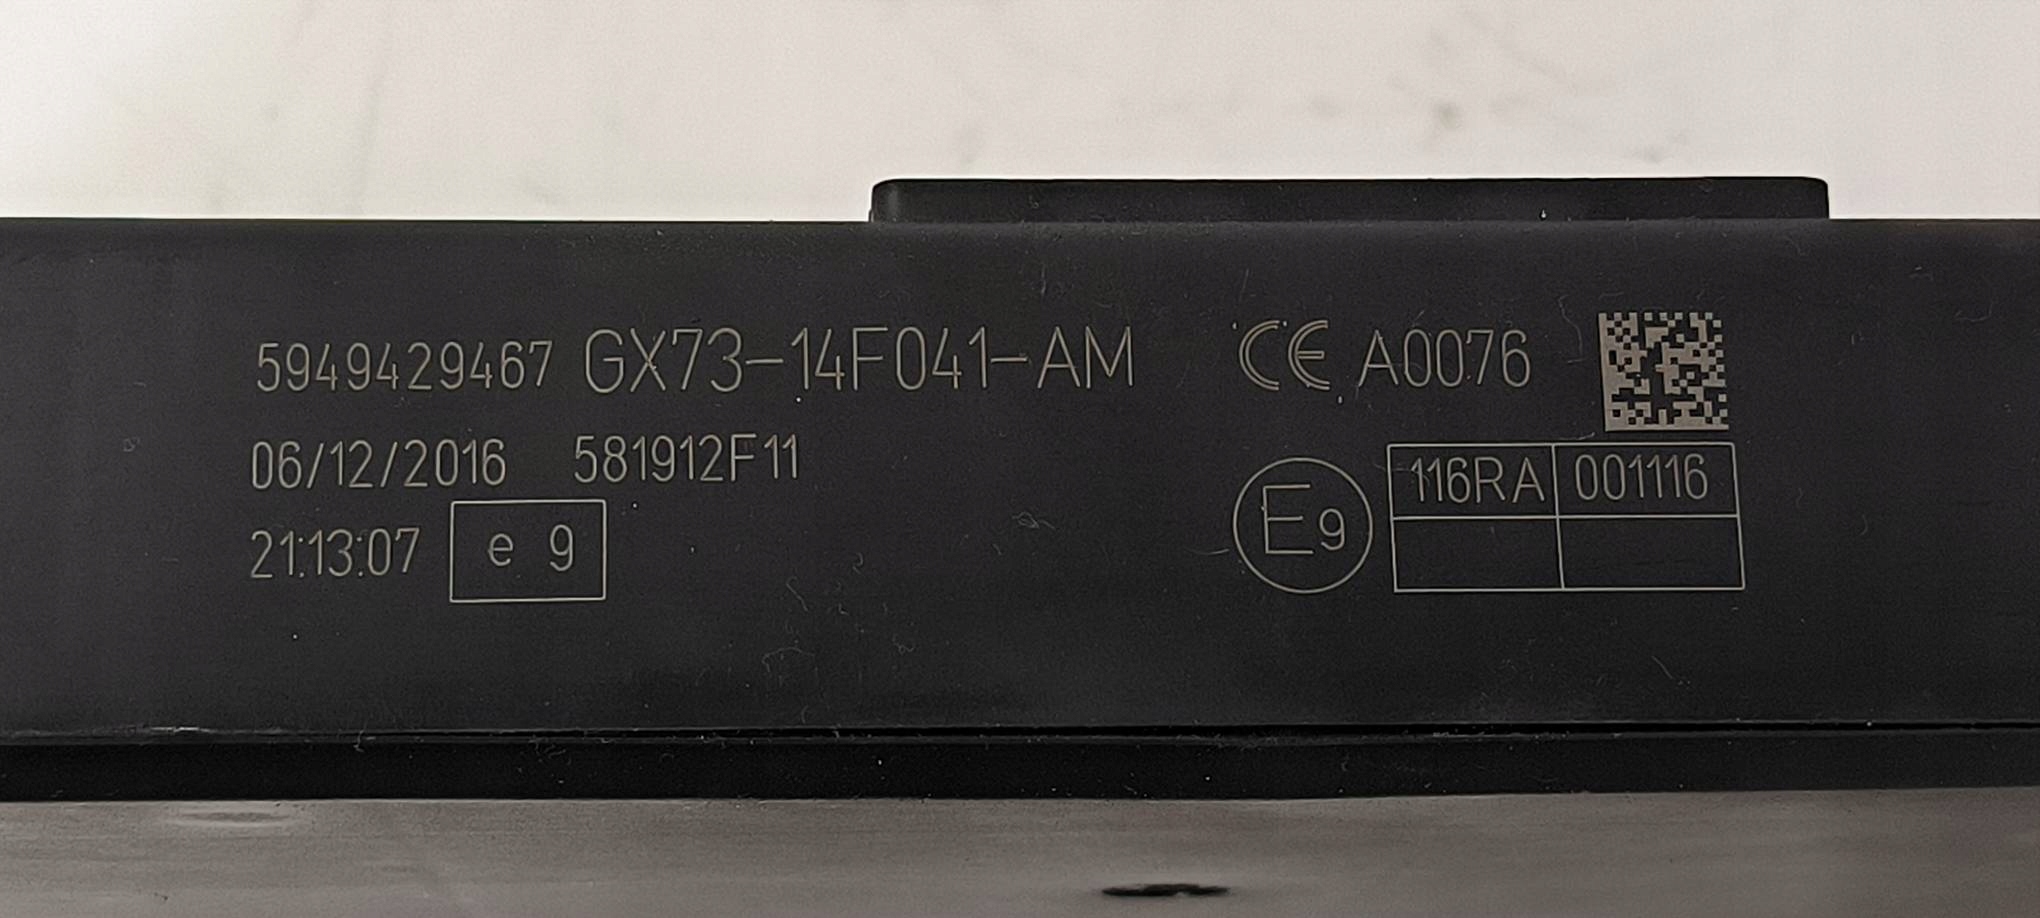 5949429467 GX73-14F041-AM CE A0076
06/12/2016 581912F11
21:13:07 e 9
E9 116RA 001116